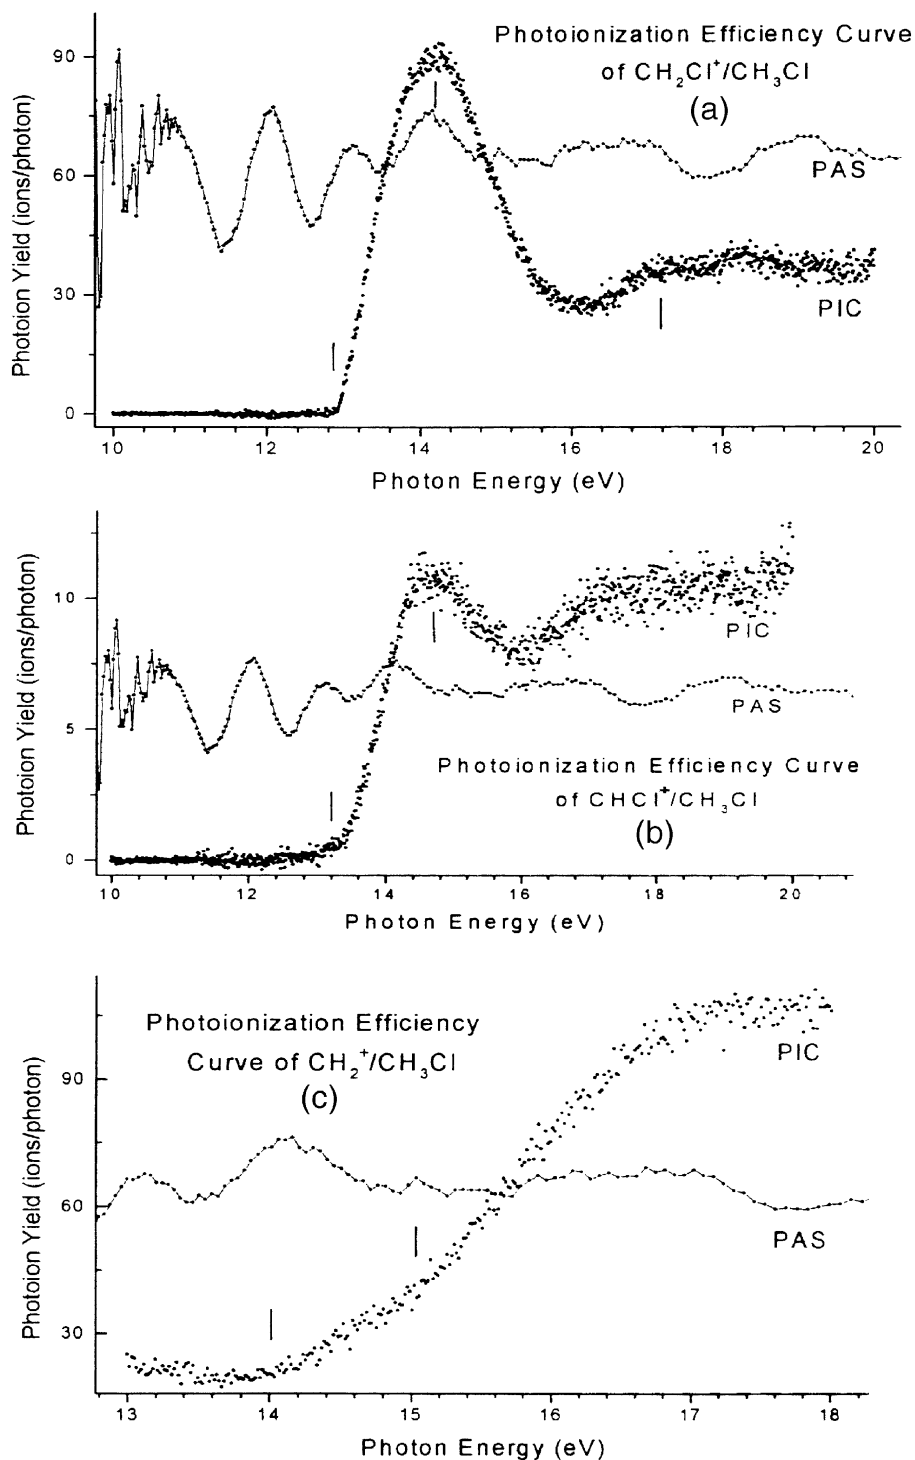 Photoionization Efficiency Curve
of CH₂Cl⁺/CH₃Cl
(a)
90
60
30
0
Photoion Yield (ions/photon)
PAS
PIC
10 12 14 16 18 20
Photon Energy (eV)
10
5
0
Photoion Yield (ions/photon)
PIC
PAS
Photoionization Efficiency Curve
of CHCl⁺/CH₃Cl
(b)
10 12 14 16 18 20
Photon Energy (eV)
Photoionization Efficiency
Curve of CH₂⁺/CH₃Cl
(c)
90
60
30
Photoion Yield (ions/photon)
PIC
PAS
13 14 15 16 17 18
Photon Energy (eV)